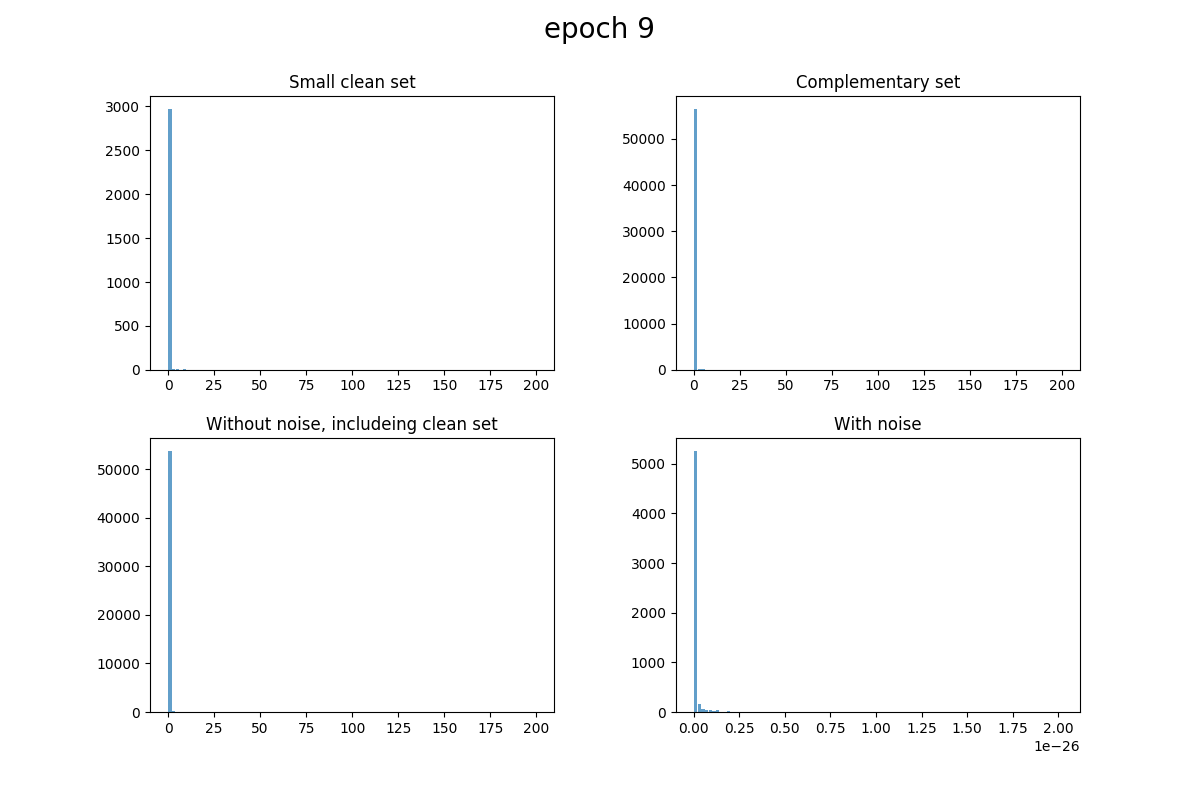 epoch 9
Small clean set
3000
2500
2000
1500
1000
500
0
0 25 50 75 100 125 150 175 200
Complementary set
50000
40000
30000
20000
10000
0
0 25 50 75 100 125 150 175 200
Without noise, includeing clean set
50000
40000
30000
20000
10000
0
0 25 50 75 100 125 150 175 200
With noise
5000
4000
3000
2000
1000
0
0.00 0.25 0.50 0.75 1.00 1.25 1.50 1.75 2.00
1e−26